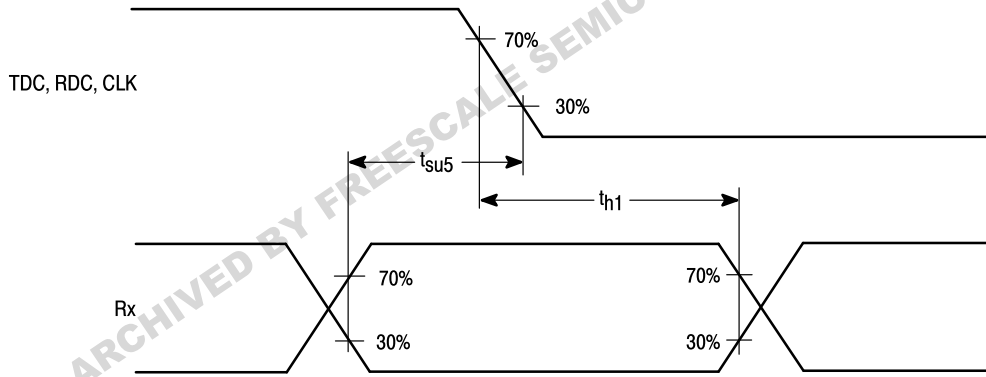 70%
TDC, RDC, CLK
30%
tsu5
th1
70%
70%
Rx
30%
30%
ARCHIVED BY FREESCALE SEMIC